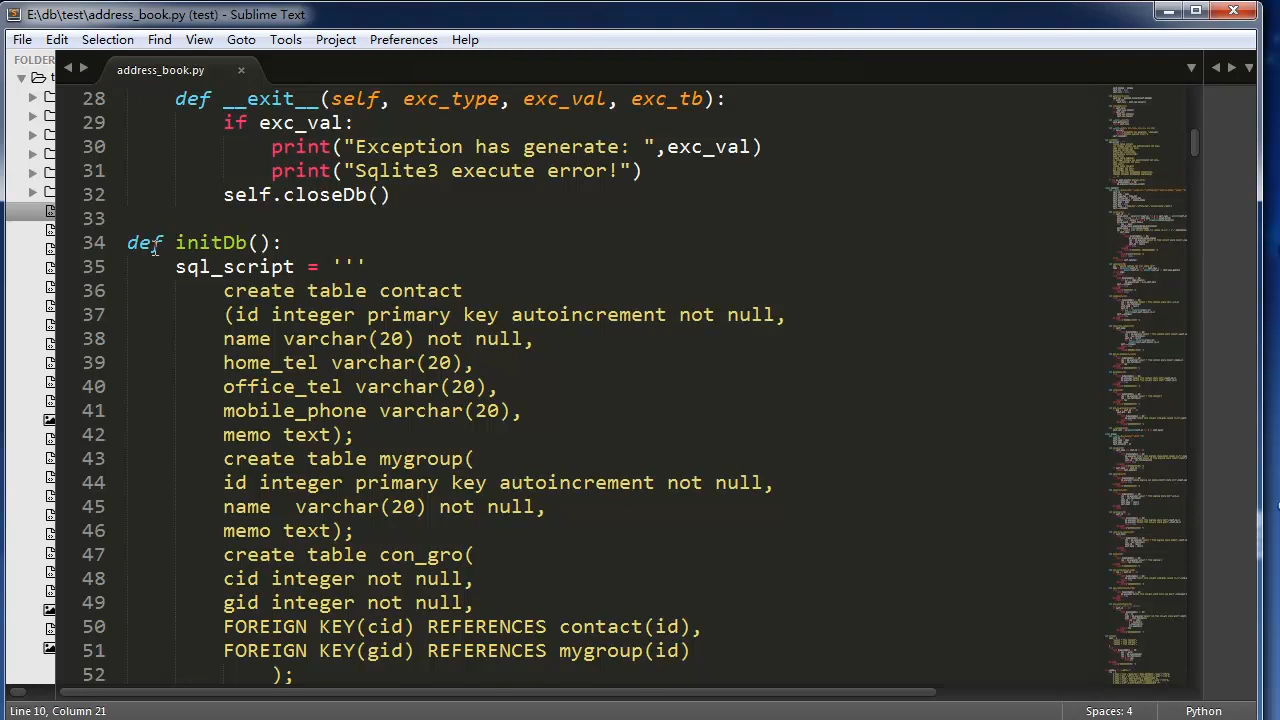 E:\db\test\address_book.py (test) - Sublime Text
File Edit Selection Find View Goto Tools Project Preferences Help
FOLDER
address_book.py ×
28 def __exit__(self, exc_type, exc_val, exc_tb):
29 if exc_val:
30 print("Exception has generate: ",exc_val)
31 print("Sqlite3 execute error!")
32 self.closeDb()
33
34 def initDb():
35 sql_script = '''
36 create table contact
37 (id integer primary key autoincrement not null,
38 name varchar(20) not null,
39 home_tel varchar(20),
40 office_tel varchar(20),
41 mobile_phone varchar(20),
42 memo text);
43 create table mygroup(
44 id integer primary key autoincrement not null,
45 name  varchar(20) not null,
46 memo text);
47 create table con_gro(
48 cid integer not null,
49 gid integer not null,
50 FOREIGN KEY(cid) REFERENCES contact(id),
51 FOREIGN KEY(gid) REFERENCES mygroup(id)
52 );
Line 10, Column 21 Spaces: 4 Python